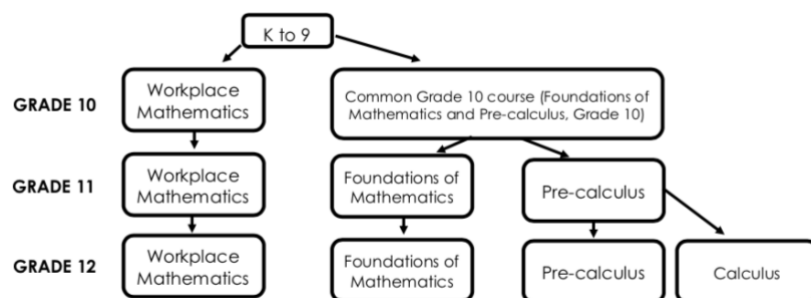 K to 9
GRADE 10
Workplace
Mathematics
Common Grade 10 course (Foundations of
Mathematics and Pre-calculus, Grade 10)
GRADE 11
Workplace
Mathematics
Foundations of
Mathematics
Pre-calculus
GRADE 12
Workplace
Mathematics
Foundations of
Mathematics
Pre-calculus
Calculus